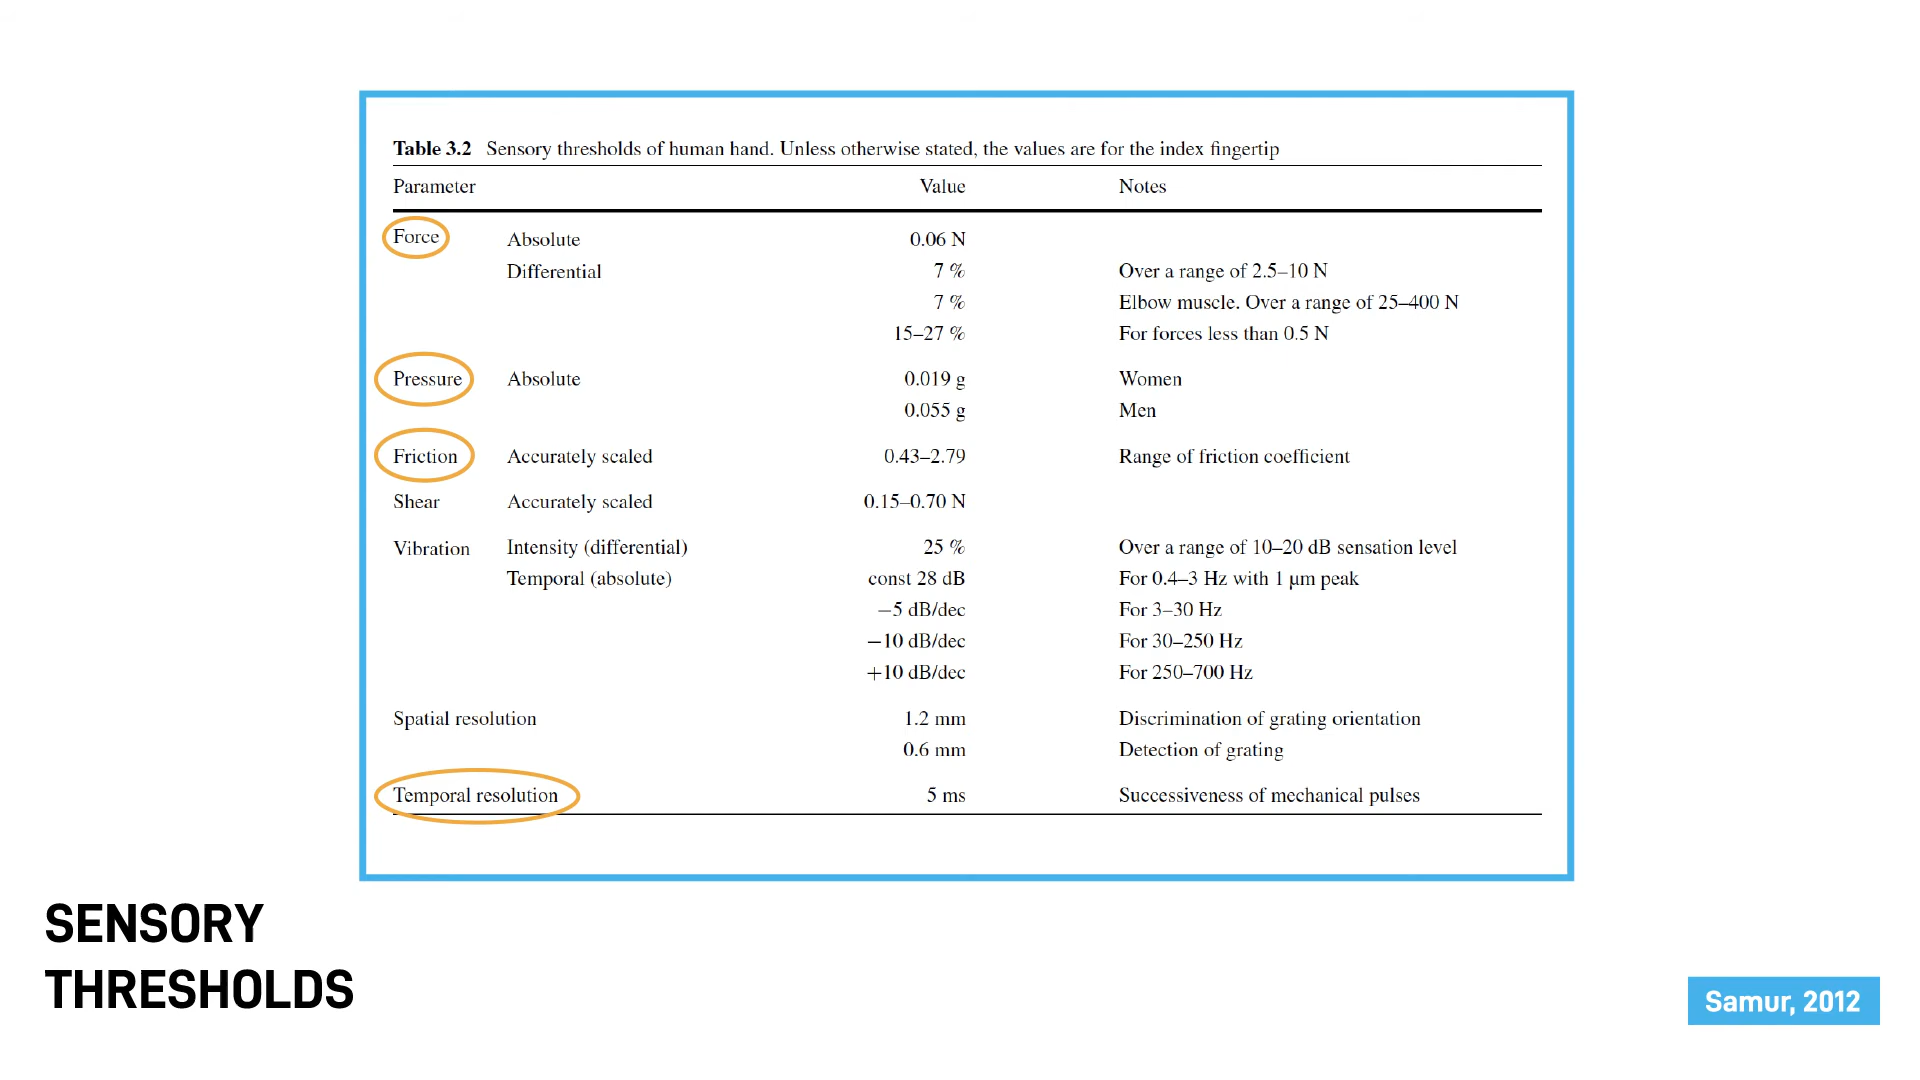 Table 3.2 Sensory thresholds of human hand. Unless otherwise stated, the values are for the index fingertip
Parameter Value Notes
Force Absolute 0.06 N
Differential 7 % Over a range of 2.5–10 N
7 % Elbow muscle. Over a range of 25–400 N
15–27 % For forces less than 0.5 N
Pressure Absolute 0.019 g Women
0.055 g Men
Friction Accurately scaled 0.43–2.79 Range of friction coefficient
Shear Accurately scaled 0.15–0.70 N
Vibration Intensity (differential) 25 % Over a range of 10–20 dB sensation level
Temporal (absolute) const 28 dB For 0.4–3 Hz with 1 μm peak
−5 dB/dec For 3–30 Hz
−10 dB/dec For 30–250 Hz
+10 dB/dec For 250–700 Hz
Spatial resolution 1.2 mm Discrimination of grating orientation
0.6 mm Detection of grating
Temporal resolution 5 ms Successiveness of mechanical pulses
SENSORY
THRESHOLDS
Samur, 2012